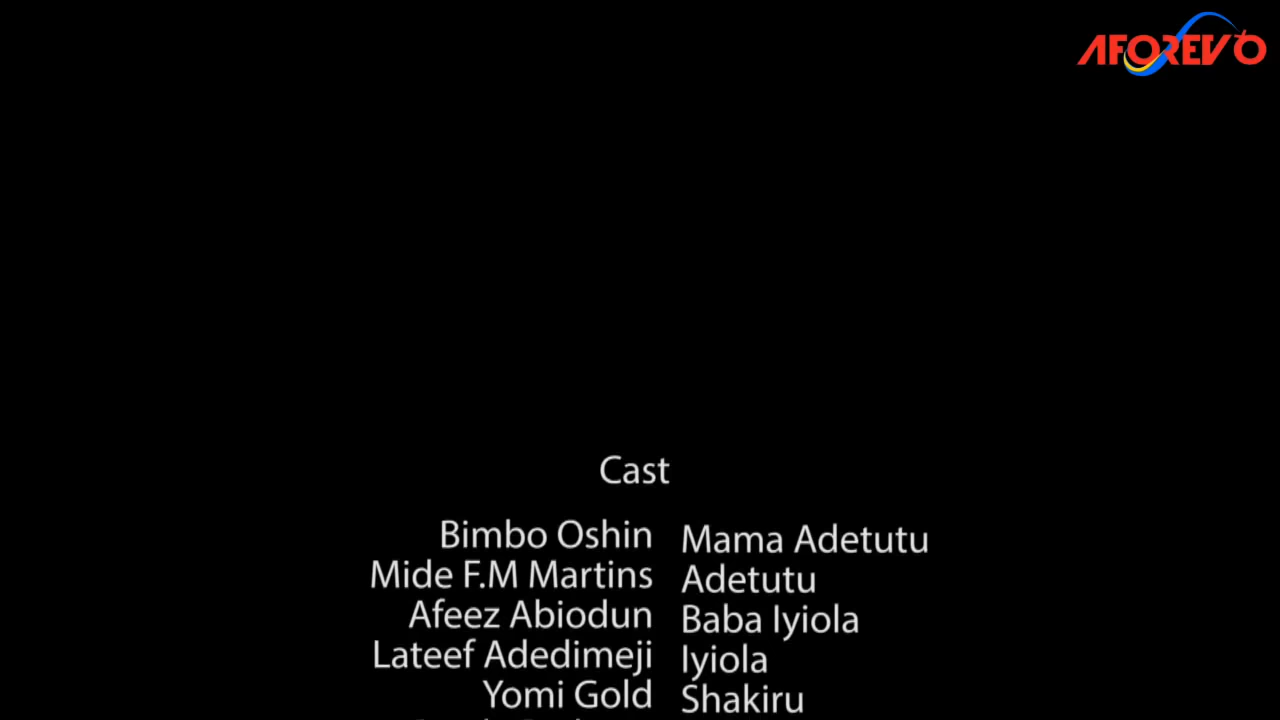 AFOREVO
Cast
Bimbo Oshin Mama Adetutu
Mide F.M Martins Adetutu
Afeez Abiodun Baba Iyiola
Lateef Adedimeji Iyiola
Yomi Gold Shakiru